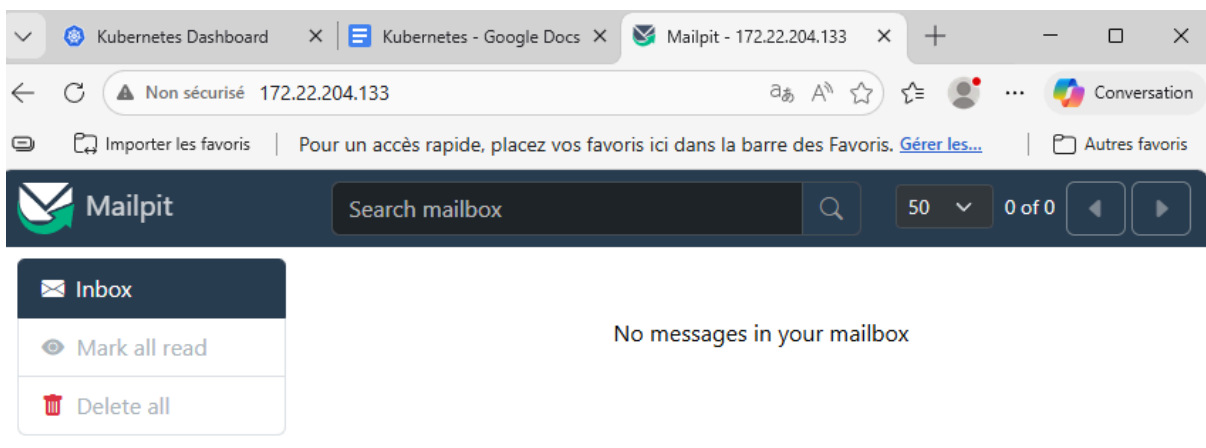 Kubernetes Dashboard
Kubernetes - Google Docs
Mailpit - 172.22.204.133
Non sécurisé 172.22.204.133
Conversation
Importer les favoris
Pour un accès rapide, placez vos favoris ici dans la barre des Favoris. Gérer les...
Autres favoris
Mailpit
Search mailbox
50
0 of 0
Inbox
No messages in your mailbox
Mark all read
Delete all